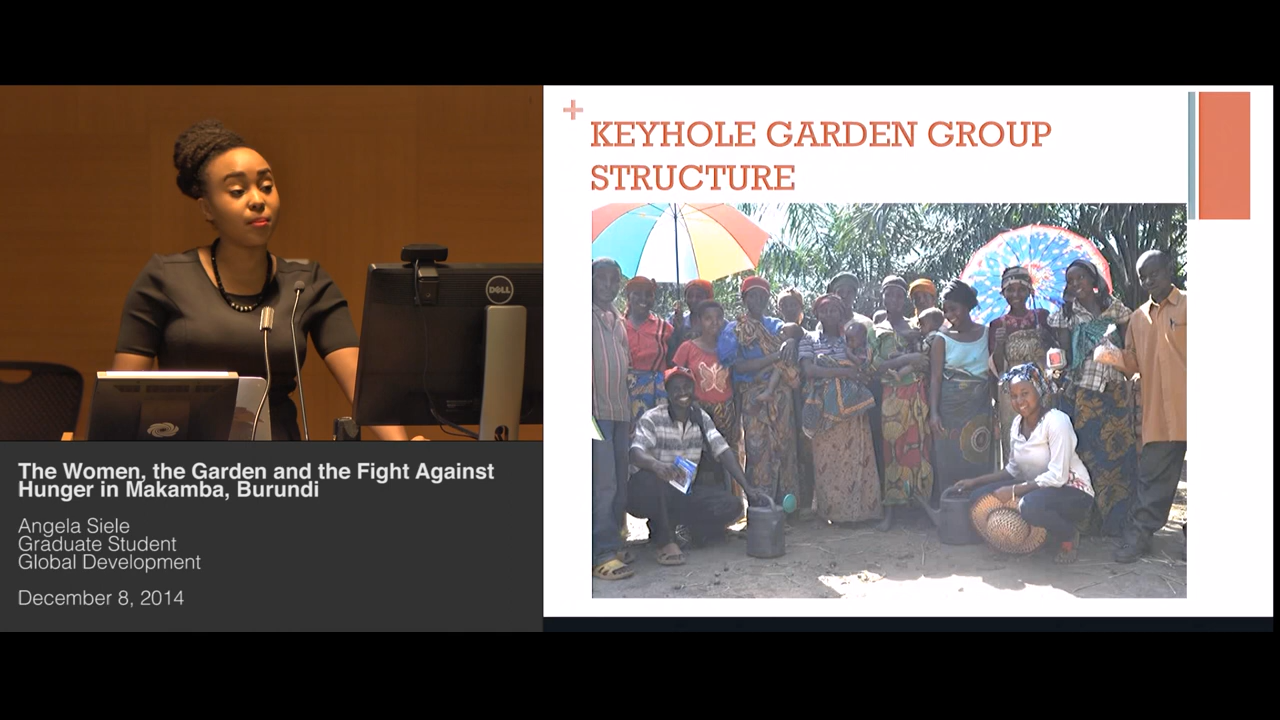 The Women, the Garden and the Fight Against
Hunger in Makamba, Burundi
Angela Siele
Graduate Student
Global Development
December 8, 2014
DELL
+
KEYHOLE GARDEN GROUP
STRUCTURE